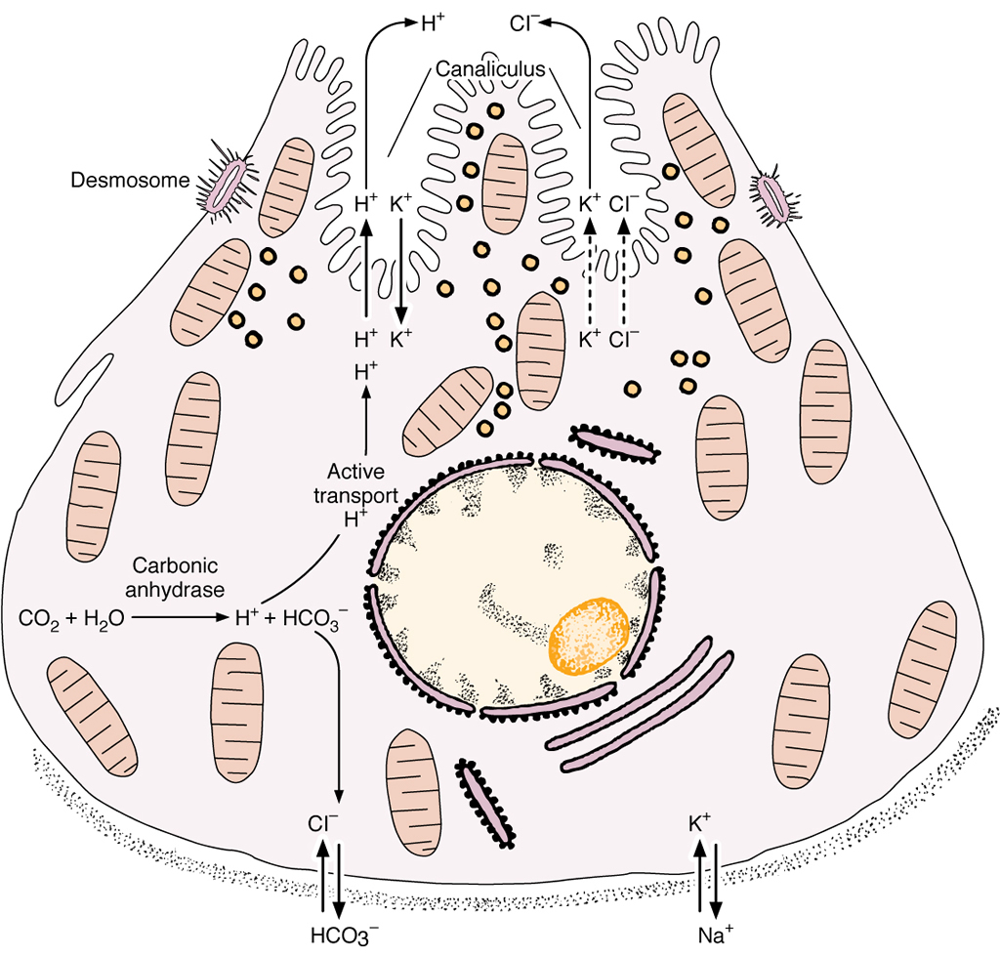 H⁺ Cl⁻
Canaliculus
Desmosome
H⁺ K⁺ K⁺ Cl⁻
H⁺ K⁺ K⁺ Cl⁻
H⁺
Active
transport
H⁺
Carbonic
anhydrase
CO₂ + H₂O H⁺ + HCO₃⁻
Cl⁻ K⁺
HCO₃⁻ Na⁺